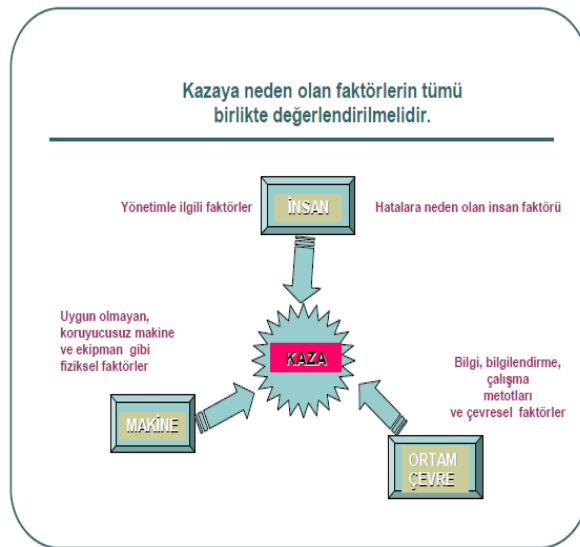 Kazaya neden olan faktörlerin tümü
birlikte değerlendirilmelidir.
Yönetimle ilgili faktörler
İNSAN
Hatalara neden olan insan faktörü
Uygun olmayan,
koruyucusuz makine
ve ekipman gibi
fiziksel faktörler
KAZA
Bilgi, bilgilendirme,
çalışma
metotları
ve çevresel faktörler
MAKİNE
ORTAM
ÇEVRE